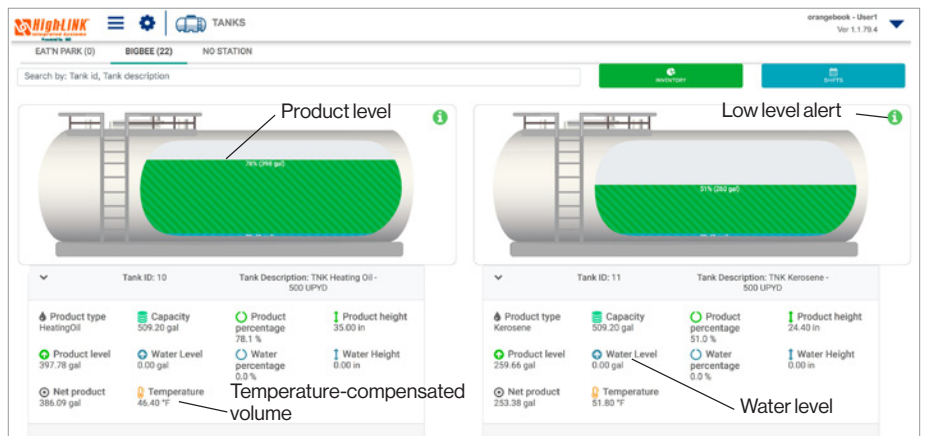 HighLINK
Integrated Systems
TANKS
orangebook - User1
Ver 1.1.79.4
EAT'N PARK (0) BIGBEE (22) NO STATION
Search by: Tank id, Tank description
INVENTORY
SHIFTS
Product level
Low level alert
78% (398 gal)
51% (260 gal)
Tank ID: 10 Tank Description: TNK Heating Oil -
500 UPYD
Product type Capacity Product Product height
HeatingOil 509.20 gal percentage 35.00 in
78.1 %
Product level Water Level Water Water Height
397.78 gal 0.00 gal percentage 0.00 in
0.0 %
Net product Temperature
386.09 gal 46.40 °F
Temperature-compensated
volume
Tank ID: 11 Tank Description: TNK Kerosene -
500 UPYD
Product type Capacity Product Product height
Kerosene 509.20 gal percentage 24.40 in
51.0 %
Product level Water Level Water Water Height
259.66 gal 0.00 gal percentage 0.00 in
0.0 %
Net product Temperature
253.38 gal 51.80 °F
Water level